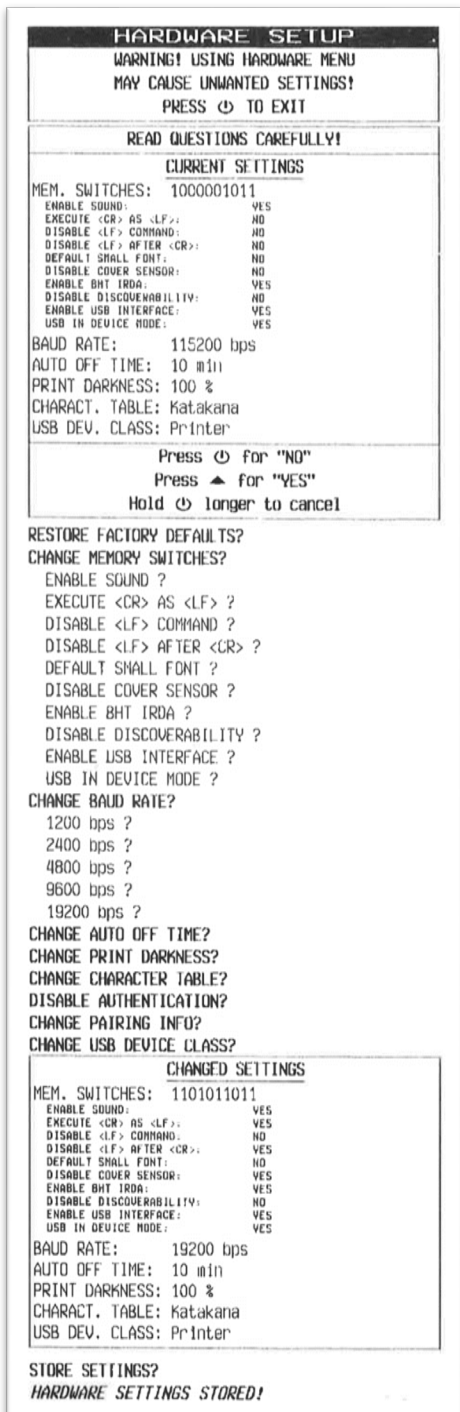 HARDWARE SETUP
WARNING! USING HARDWARE MENU
MAY CAUSE UNWANTED SETTINGS!
PRESS ⏻ TO EXIT
READ QUESTIONS CAREFULLY!
CURRENT SETTINGS
MEM. SWITCHES: 1000001011
ENABLE SOUND: YES
EXECUTE <CR> AS <LF>: NO
DISABLE <LF> COMMAND: NO
DISABLE <LF> AFTER <CR>: NO
DEFAULT SMALL FONT: NO
DISABLE COVER SENSOR: NO
ENABLE BHT IRDA: YES
DISABLE DISCOVERABILITY: NO
ENABLE USB INTERFACE: YES
USB IN DEVICE MODE: YES
BAUD RATE: 115200 bps
AUTO OFF TIME: 10 min
PRINT DARKNESS: 100 %
CHARACT. TABLE: Katakana
USB DEV. CLASS: Printer
Press ⏻ for "NO"
Press ▲ for "YES"
Hold ⏻ longer to cancel
RESTORE FACTORY DEFAULTS?
CHANGE MEMORY SWITCHES?
ENABLE SOUND ?
EXECUTE <CR> AS <LF> ?
DISABLE <LF> COMMAND ?
DISABLE <LF> AFTER <CR> ?
DEFAULT SMALL FONT ?
DISABLE COVER SENSOR ?
ENABLE BHT IRDA ?
DISABLE DISCOVERABILITY ?
ENABLE USB INTERFACE ?
USB IN DEVICE MODE ?
CHANGE BAUD RATE?
1200 bps ?
2400 bps ?
4800 bps ?
9600 bps ?
19200 bps ?
CHANGE AUTO OFF TIME?
CHANGE PRINT DARKNESS?
CHANGE CHARACTER TABLE?
DISABLE AUTHENTICATION?
CHANGE PAIRING INFO?
CHANGE USB DEVICE CLASS?
CHANGED SETTINGS
MEM. SWITCHES: 1101011011
ENABLE SOUND: YES
EXECUTE <CR> AS <LF>: YES
DISABLE <LF> COMMAND: NO
DISABLE <LF> AFTER <CR>: YES
DEFAULT SMALL FONT: NO
DISABLE COVER SENSOR: YES
ENABLE BHT IRDA: YES
DISABLE DISCOVERABILITY: NO
ENABLE USB INTERFACE: YES
USB IN DEVICE MODE: YES
BAUD RATE: 19200 bps
AUTO OFF TIME: 10 min
PRINT DARKNESS: 100 %
CHARACT. TABLE: Katakana
USB DEV. CLASS: Printer
STORE SETTINGS?
HARDWARE SETTINGS STORED!